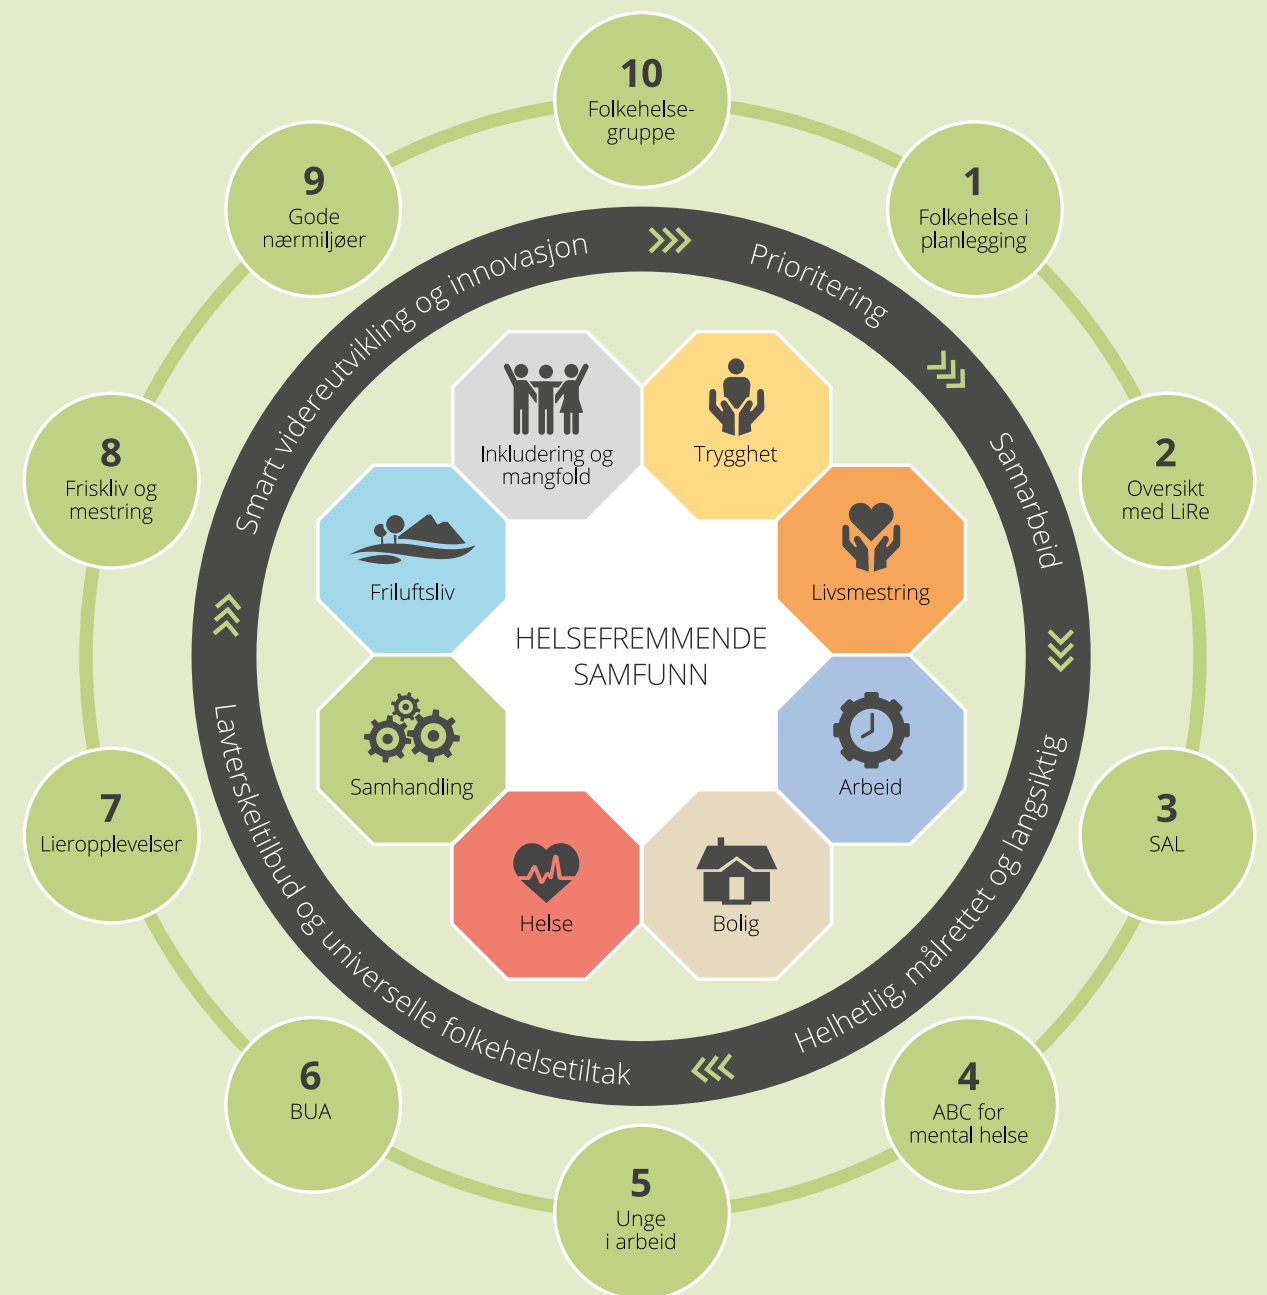 10
Folkehelse-
gruppe
1
Folkehelse i
planlegging
2
Oversikt
med LiRe
3
SAL
4
ABC for
mental helse
5
Unge
i arbeid
6
BUA
7
Lieropplevelser
8
Friskliv og
mestring
9
Gode
nærmiljøer
Prioritering
Samarbeid
Helhetlig, målrettet og langsiktig
Lavterskeltilbud og universelle folkehelsetiltak
Smart videreutvikling og innovasjon
Inkludering og
mangfold
Trygghet
Livsmestring
Arbeid
Bolig
Helse
Samhandling
Friluftsliv
HELSEFREMMENDE
SAMFUNN